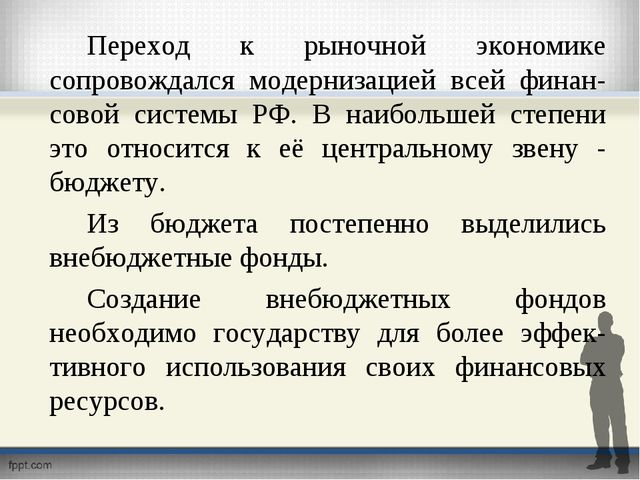 Переход к рыночной экономике
сопровождался модернизацией всей финан-
совой системы РФ. В наибольшей степени
это относится к её центральному звену -
бюджету.
Из бюджета постепенно выделились
внебюджетные фонды.
Создание внебюджетных фондов
необходимо государству для более эффек-
тивного использования своих финансовых
ресурсов.
fppt.com